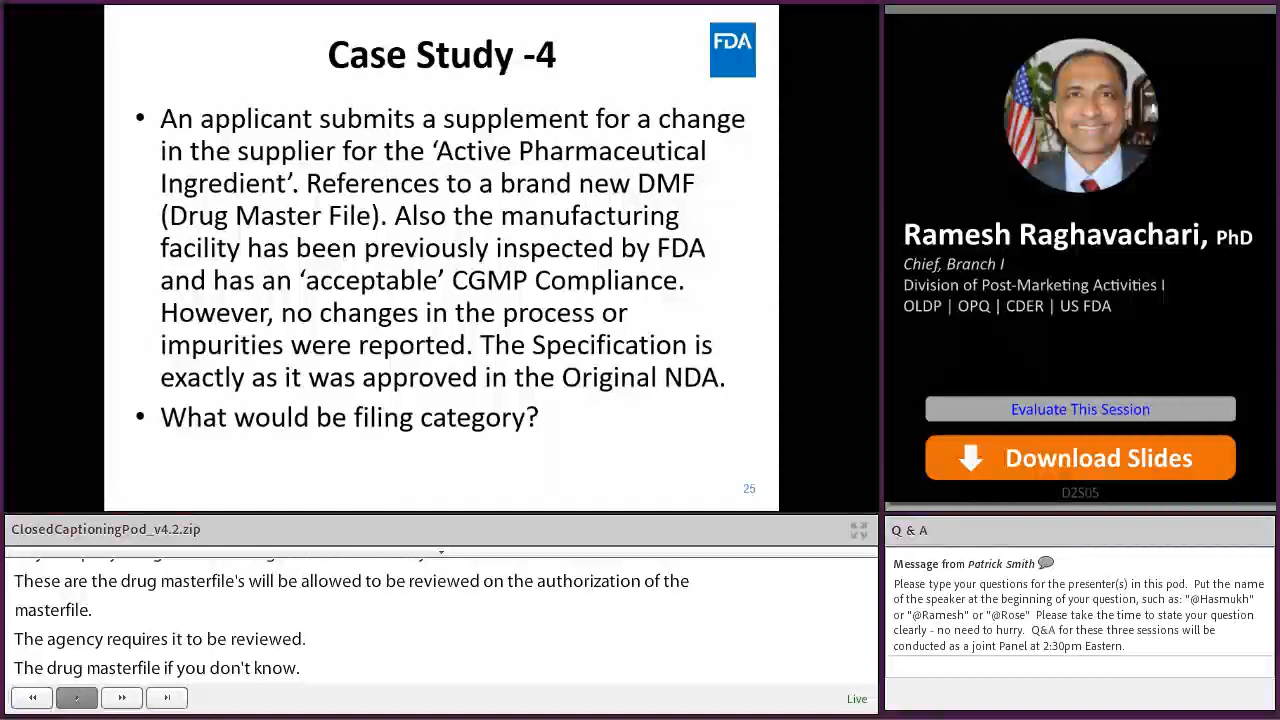 Case Study -4
FDA
• An applicant submits a supplement for a change
in the supplier for the ‘Active Pharmaceutical
Ingredient’. References to a brand new DMF
(Drug Master File). Also the manufacturing
facility has been previously inspected by FDA
and has an ‘acceptable’ CGMP Compliance.
However, no changes in the process or
impurities were reported. The Specification is
exactly as it was approved in the Original NDA.
• What would be filing category?
25
Ramesh Raghavachari, PhD
Chief, Branch I
Division of Post-Marketing Activities I
OLDP | OPQ | CDER | US FDA
Evaluate This Session
Download Slides
D2S05
ClosedCaptioningPod_v4.2.zip
These are the drug masterfile's will be allowed to be reviewed on the authorization of the
masterfile.
The agency requires it to be reviewed.
The drug masterfile if you don't know.
Live
Q & A
Message from Patrick Smith
Please type your questions for the presenter(s) in this pod. Put the name
of the speaker at the beginning of your question, such as: "@Hasmukh"
or "@Ramesh" or "@Rose" Please take the time to state your question
clearly - no need to hurry. Q&A for these three sessions will be
conducted as a joint Panel at 2:30pm Eastern.